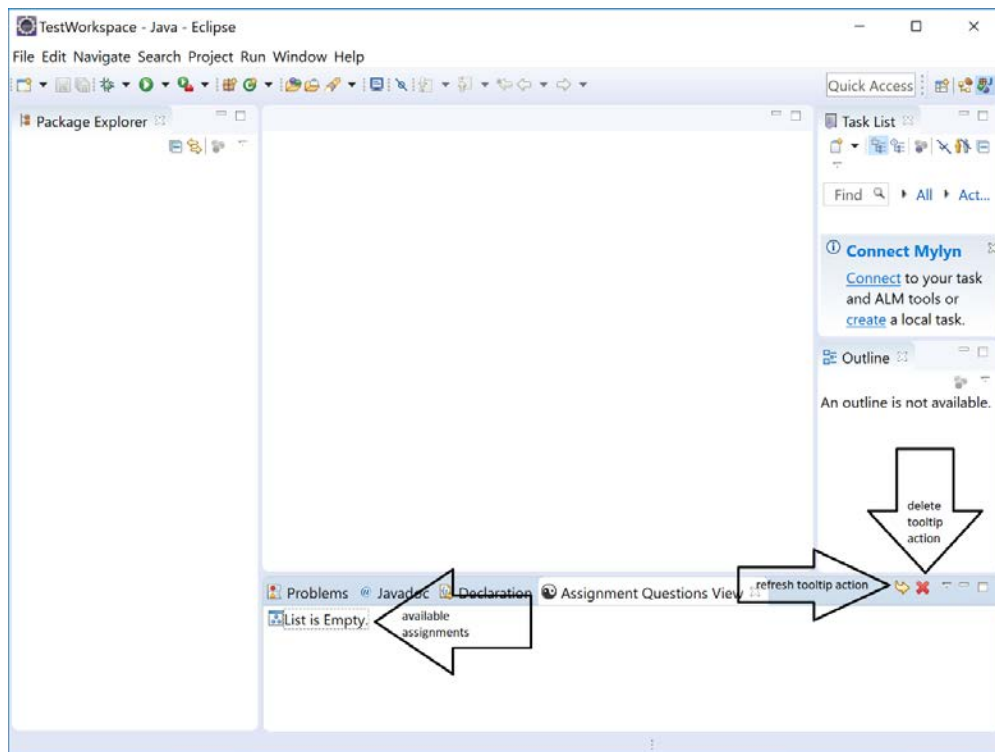 TestWorkspace - Java - Eclipse
File Edit Navigate Search Project Run Window Help
Quick Access
Package Explorer
Task List
Find All Act...
Connect Mylyn
Connect to your task
and ALM tools or
create a local task.
Outline
An outline is not available.
delete
tooltip
action
refresh tooltip action
Problems @ Javadoc Declaration Assignment Questions View
List is Empty.
available
assignments